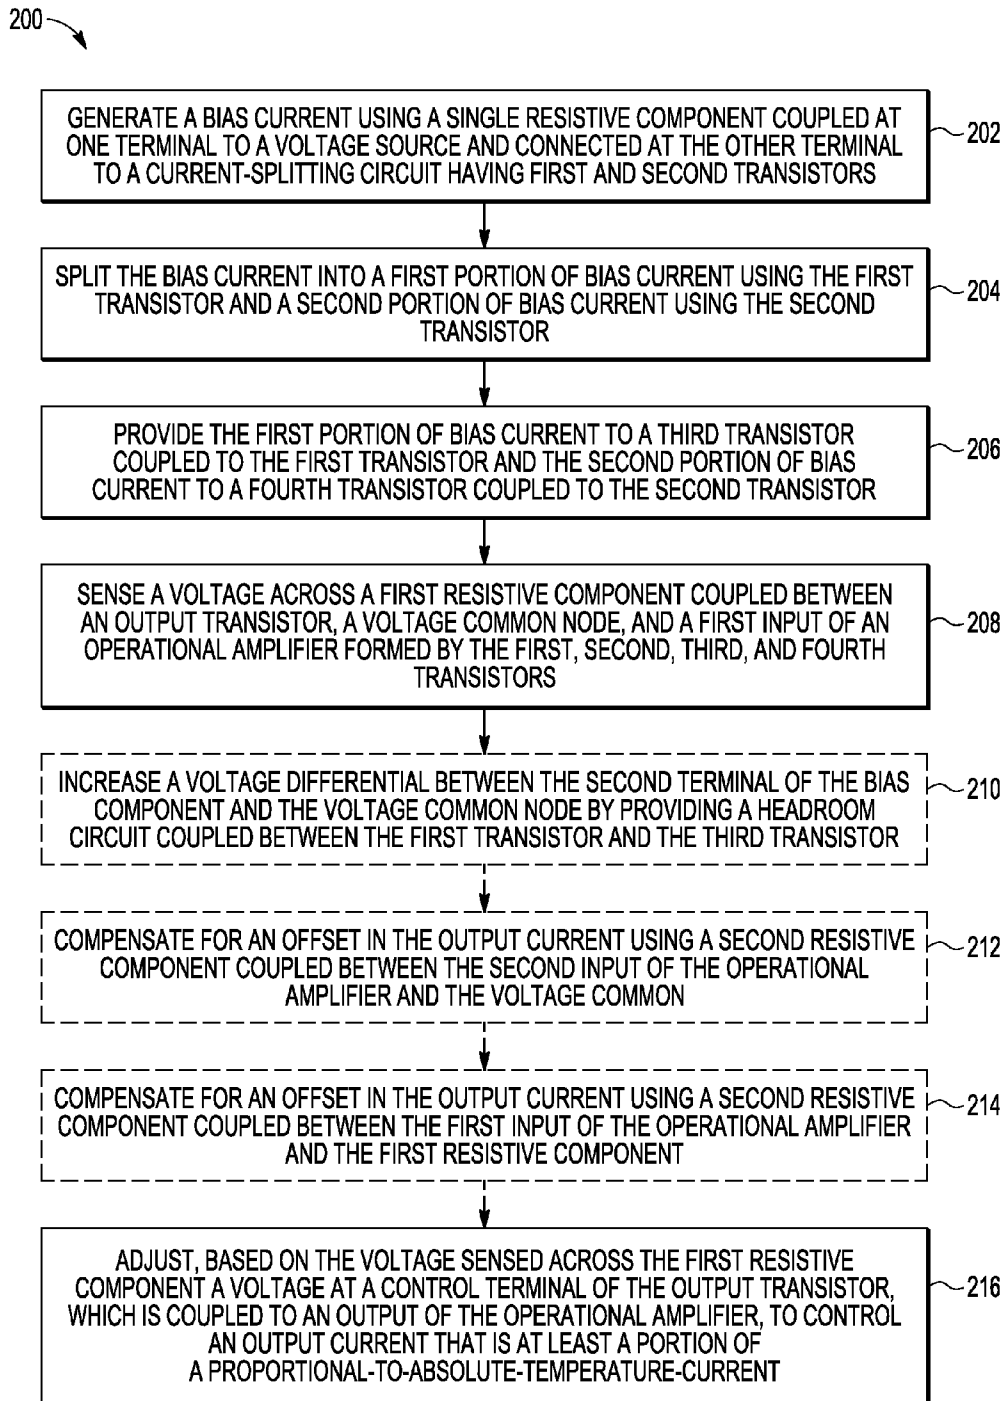 200
GENERATE A BIAS CURRENT USING A SINGLE RESISTIVE COMPONENT COUPLED AT
ONE TERMINAL TO A VOLTAGE SOURCE AND CONNECTED AT THE OTHER TERMINAL
TO A CURRENT-SPLITTING CIRCUIT HAVING FIRST AND SECOND TRANSISTORS
202
SPLIT THE BIAS CURRENT INTO A FIRST PORTION OF BIAS CURRENT USING THE FIRST
TRANSISTOR AND A SECOND PORTION OF BIAS CURRENT USING THE SECOND
TRANSISTOR
204
PROVIDE THE FIRST PORTION OF BIAS CURRENT TO A THIRD TRANSISTOR
COUPLED TO THE FIRST TRANSISTOR AND THE SECOND PORTION OF BIAS
CURRENT TO A FOURTH TRANSISTOR COUPLED TO THE SECOND TRANSISTOR
206
SENSE A VOLTAGE ACROSS A FIRST RESISTIVE COMPONENT COUPLED BETWEEN
AN OUTPUT TRANSISTOR, A VOLTAGE COMMON NODE, AND A FIRST INPUT OF AN
OPERATIONAL AMPLIFIER FORMED BY THE FIRST, SECOND, THIRD, AND FOURTH
TRANSISTORS
208
INCREASE A VOLTAGE DIFFERENTIAL BETWEEN THE SECOND TERMINAL OF THE BIAS
COMPONENT AND THE VOLTAGE COMMON NODE BY PROVIDING A HEADROOM
CIRCUIT COUPLED BETWEEN THE FIRST TRANSISTOR AND THE THIRD TRANSISTOR
210
COMPENSATE FOR AN OFFSET IN THE OUTPUT CURRENT USING A SECOND RESISTIVE
COMPONENT COUPLED BETWEEN THE SECOND INPUT OF THE OPERATIONAL
AMPLIFIER AND THE VOLTAGE COMMON
212
COMPENSATE FOR AN OFFSET IN THE OUTPUT CURRENT USING A SECOND RESISTIVE
COMPONENT COUPLED BETWEEN THE FIRST INPUT OF THE OPERATIONAL AMPLIFIER
AND THE FIRST RESISTIVE COMPONENT
214
ADJUST, BASED ON THE VOLTAGE SENSED ACROSS THE FIRST RESISTIVE
COMPONENT A VOLTAGE AT A CONTROL TERMINAL OF THE OUTPUT TRANSISTOR,
WHICH IS COUPLED TO AN OUTPUT OF THE OPERATIONAL AMPLIFIER, TO CONTROL
AN OUTPUT CURRENT THAT IS AT LEAST A PORTION OF
A PROPORTIONAL-TO-ABSOLUTE-TEMPERATURE-CURRENT
216